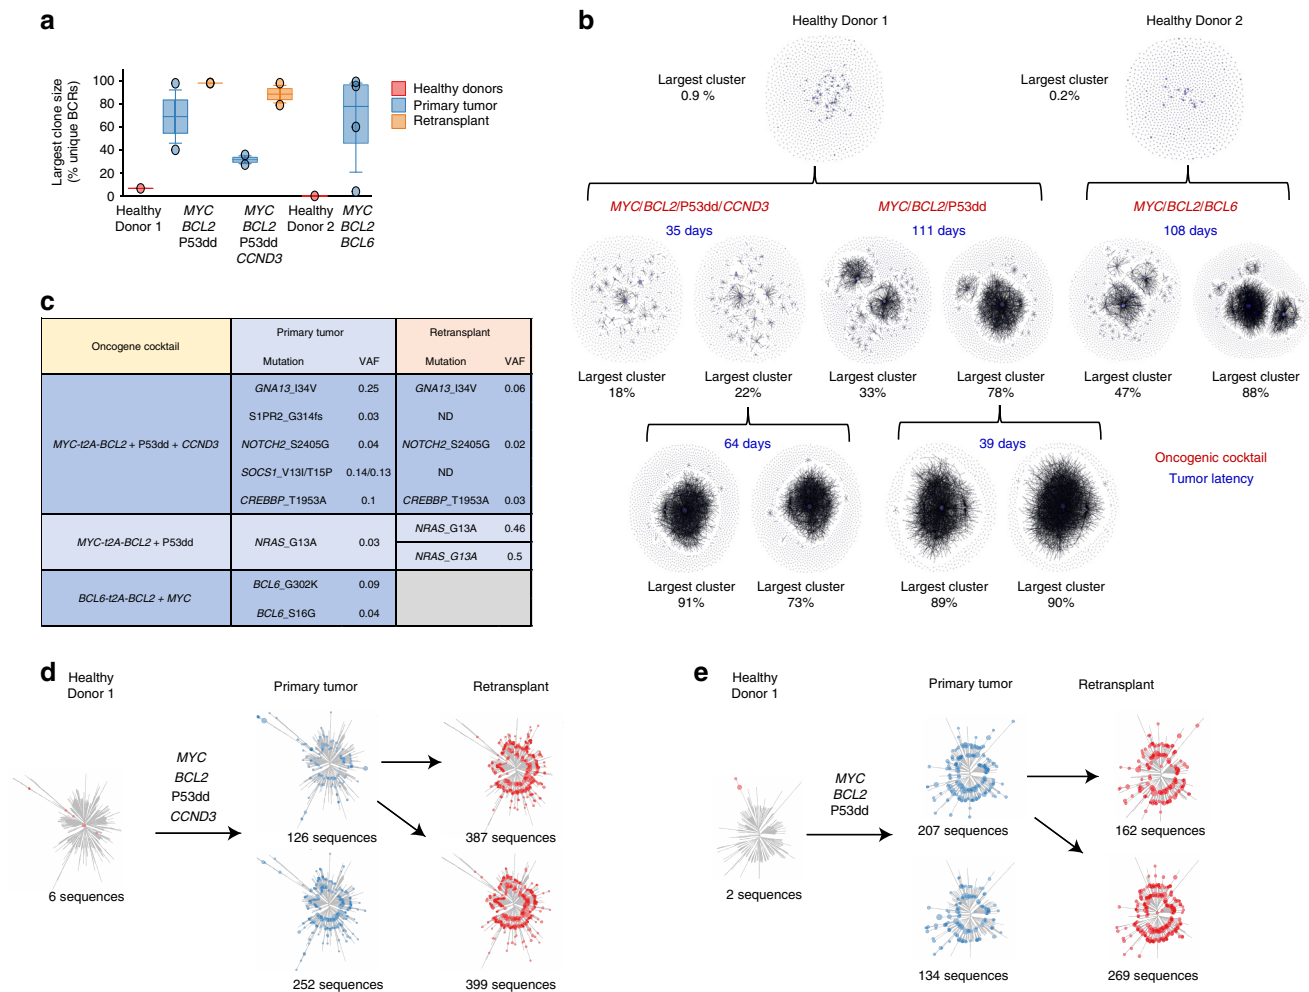 a
Largest clone size
(% unique BCRs)
100
80
60
40
20
0
Healthy
Donor 1
MYC
BCL2
P53dd
MYC
BCL2
P53dd
CCND3
Healthy
Donor 2
MYC
BCL2
BCL6
Healthy donors
Primary tumor
Retransplant
b
Healthy Donor 1
Healthy Donor 2
Largest cluster
0.9 %
Largest cluster
0.2%
MYC/BCL2/P53dd/CCND3
MYC/BCL2/P53dd
MYC/BCL2/BCL6
35 days
111 days
108 days
Largest cluster
18%
Largest cluster
22%
Largest cluster
33%
Largest cluster
78%
Largest cluster
47%
Largest cluster
88%
64 days
39 days
Oncogenic cocktail
Tumor latency
Largest cluster
91%
Largest cluster
73%
Largest cluster
89%
Largest cluster
90%
c
Oncogene cocktail
Primary tumor
Retransplant
Mutation VAF Mutation VAF
GNA13_I34V 0.25 GNA13_I34V 0.06
S1PR2_G314fs 0.03 ND
MYC-t2A-BCL2 + P53dd + CCND3 NOTCH2_S2405G 0.04 NOTCH2_S2405G 0.02
SOCS1_V13I/T15P 0.14/0.13 ND
CREBBP_T1953A 0.1 CREBBP_T1953A 0.03
MYC-t2A-BCL2 + P53dd NRAS_G13A 0.03 NRAS_G13A 0.46
NRAS_G13A 0.5
BCL6-t2A-BCL2 + MYC
BCL6_G302K 0.09
BCL6_S16G 0.04
d
Healthy
Donor 1
Primary tumor
Retransplant
MYC
BCL2
P53dd
CCND3
6 sequences
126 sequences
387 sequences
252 sequences
399 sequences
e
Healthy
Donor 1
Primary tumor
Retransplant
MYC
BCL2
P53dd
2 sequences
207 sequences
162 sequences
134 sequences
269 sequences